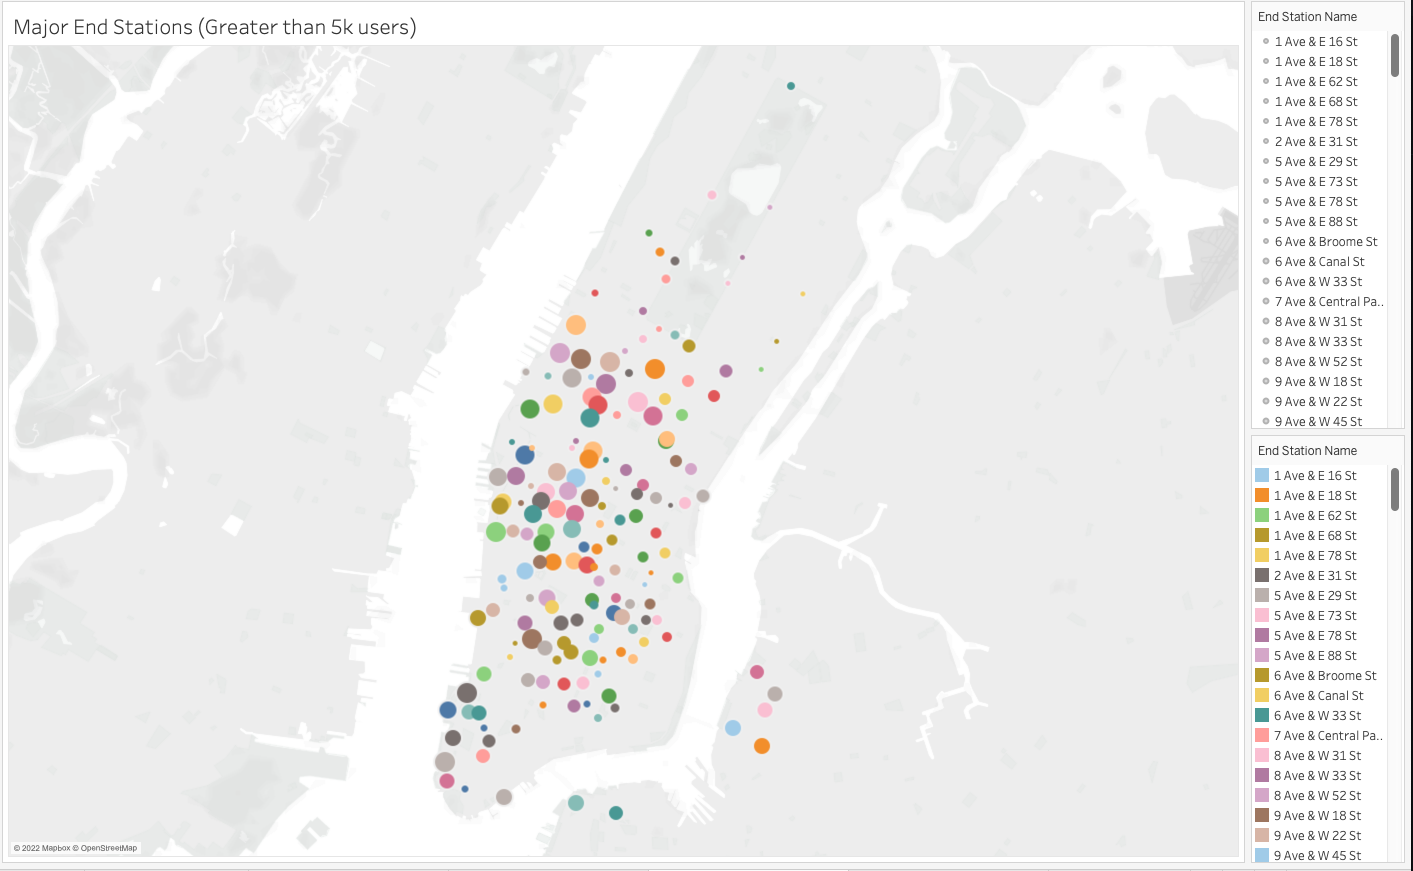 Major End Stations (Greater than 5k users)
© 2022 Mapbox © OpenStreetMap
End Station Name
1 Ave & E 16 St
1 Ave & E 18 St
1 Ave & E 62 St
1 Ave & E 68 St
1 Ave & E 78 St
2 Ave & E 31 St
5 Ave & E 29 St
5 Ave & E 73 St
5 Ave & E 78 St
5 Ave & E 88 St
6 Ave & Broome St
6 Ave & Canal St
6 Ave & W 33 St
7 Ave & Central Pa..
8 Ave & W 31 St
8 Ave & W 33 St
8 Ave & W 52 St
9 Ave & W 18 St
9 Ave & W 22 St
9 Ave & W 45 St
End Station Name
1 Ave & E 16 St
1 Ave & E 18 St
1 Ave & E 62 St
1 Ave & E 68 St
1 Ave & E 78 St
2 Ave & E 31 St
5 Ave & E 29 St
5 Ave & E 73 St
5 Ave & E 78 St
5 Ave & E 88 St
6 Ave & Broome St
6 Ave & Canal St
6 Ave & W 33 St
7 Ave & Central Pa..
8 Ave & W 31 St
8 Ave & W 33 St
8 Ave & W 52 St
9 Ave & W 18 St
9 Ave & W 22 St
9 Ave & W 45 St